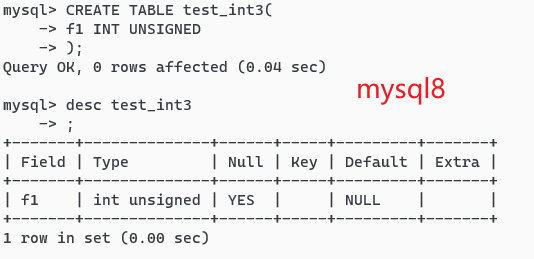 mysql> CREATE TABLE test_int3(
    -> f1 INT UNSIGNED
    -> );
Query OK, 0 rows affected (0.04 sec)
mysql8
mysql> desc test_int3
    -> ;
+-------+--------------+------+-----+---------+-------+
| Field | Type         | Null | Key | Default | Extra |
+-------+--------------+------+-----+---------+-------+
| f1    | int unsigned | YES  |     | NULL    |       |
+-------+--------------+------+-----+---------+-------+
1 row in set (0.00 sec)